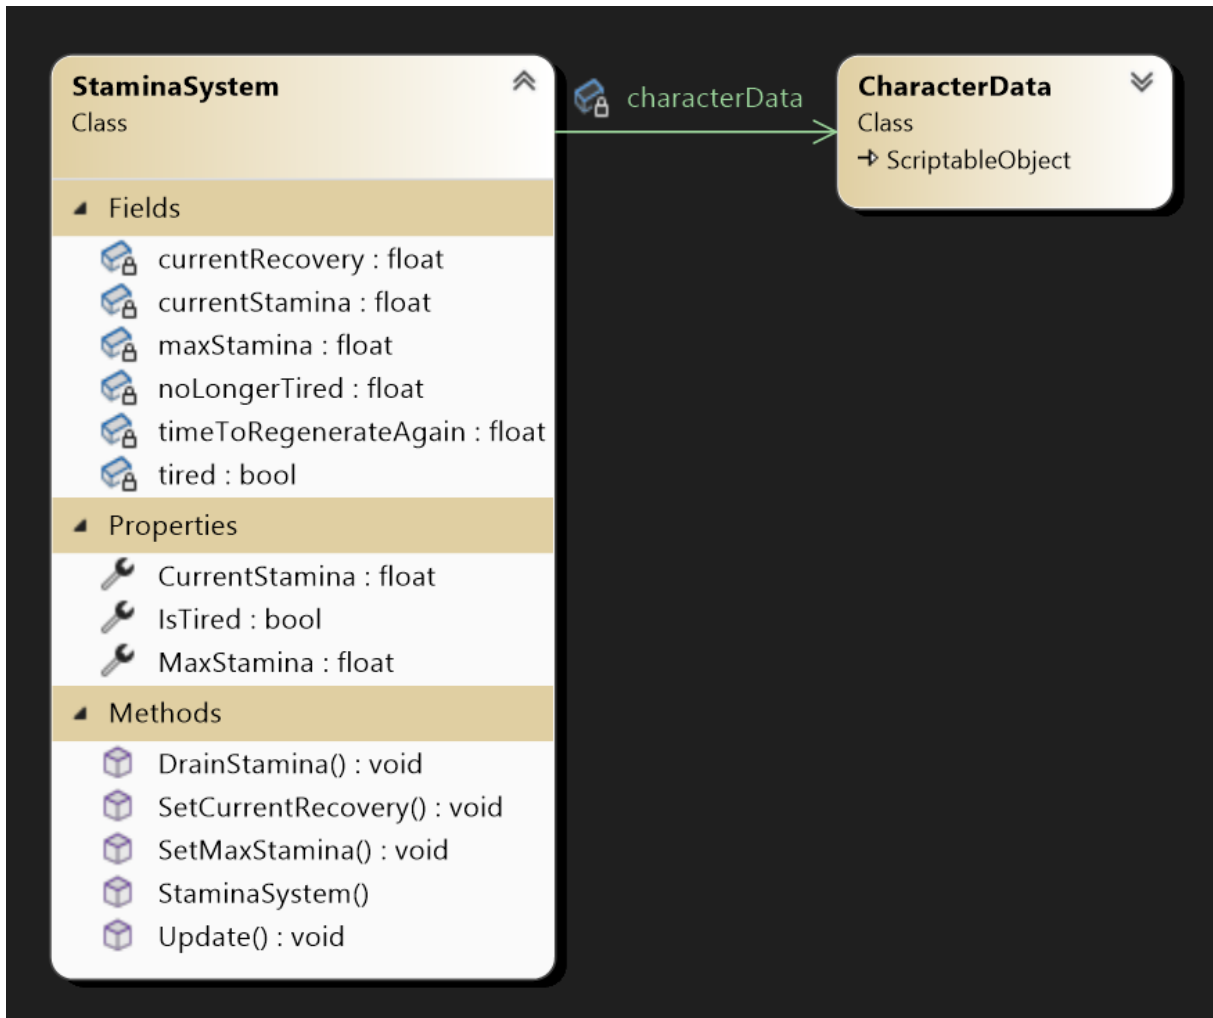 StaminaSystem
Class
Fields
currentRecovery : float
currentStamina : float
maxStamina : float
noLongerTired : float
timeToRegenerateAgain : float
tired : bool
Properties
CurrentStamina : float
IsTired : bool
MaxStamina : float
Methods
DrainStamina() : void
SetCurrentRecovery() : void
SetMaxStamina() : void
StaminaSystem()
Update() : void
characterData
CharacterData
Class
ScriptableObject